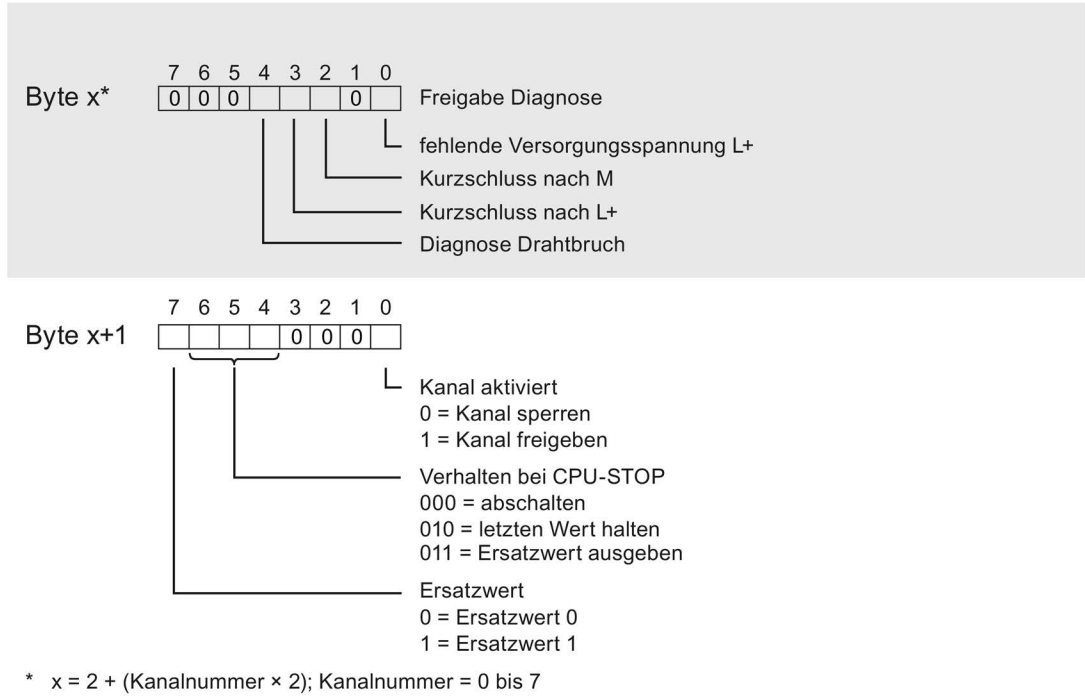 7 6 5 4 3 2 1 0
Byte x* 0 0 0 0 Freigabe Diagnose
fehlende Versorgungsspannung L+
Kurzschluss nach M
Kurzschluss nach L+
Diagnose Drahtbruch
7 6 5 4 3 2 1 0
Byte x+1 0 0 0
Kanal aktiviert
0 = Kanal sperren
1 = Kanal freigeben
Verhalten bei CPU-STOP
000 = abschalten
010 = letzten Wert halten
011 = Ersatzwert ausgeben
Ersatzwert
0 = Ersatzwert 0
1 = Ersatzwert 1
* x = 2 + (Kanalnummer × 2); Kanalnummer = 0 bis 7